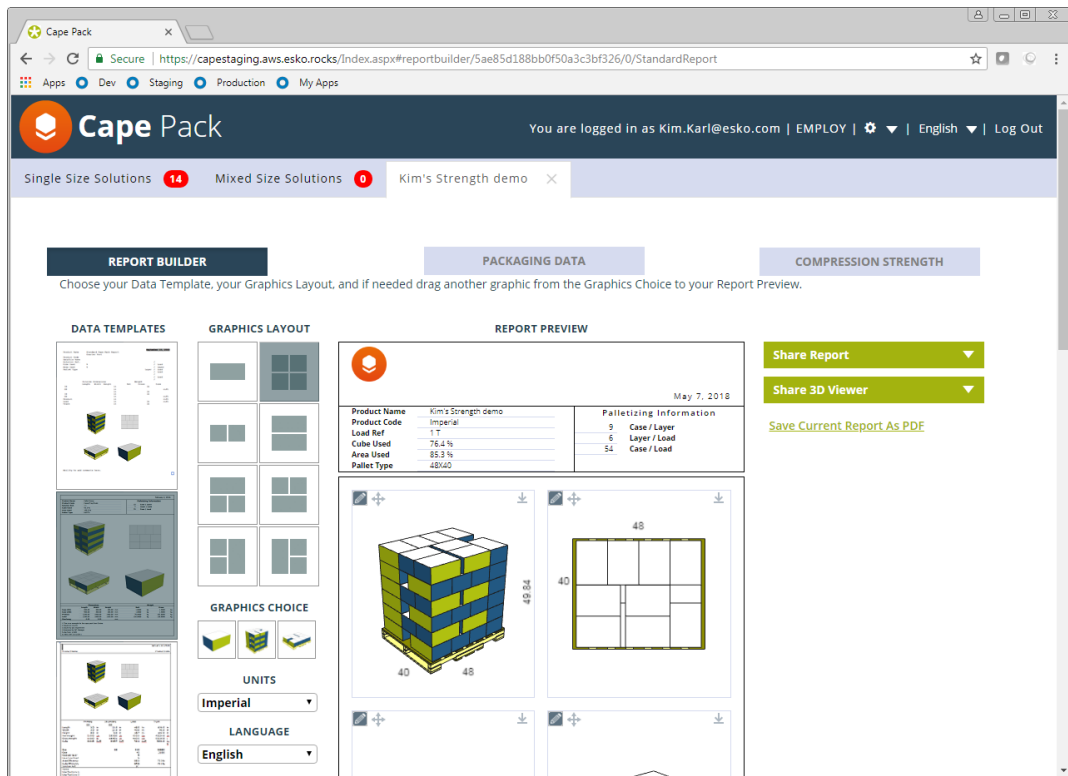 Cape Pack
Secure https://capestaging.aws.esko.rocks/Index.aspx#reportbuilder/5ae85d188bb0f50a3c3bf326/0/StandardReport
Apps Dev Staging Production My Apps
Cape Pack
You are logged in as Kim.Karl@esko.com | EMPLOY | | English | Log Out
Single Size Solutions 14 Mixed Size Solutions 0 Kim's Strength demo
REPORT BUILDER PACKAGING DATA COMPRESSION STRENGTH
Choose your Data Template, your Graphics Layout, and if needed drag another graphic from the Graphics Choice to your Report Preview.
DATA TEMPLATES GRAPHICS LAYOUT REPORT PREVIEW
Share Report
Share 3D Viewer
Save Current Report As PDF
May 7, 2018
Product Name Kim's Strength demo
Product Code Imperial
Load Ref 1 T
Cube Used 76.4 %
Area Used 85.3 %
Pallet Type 48X40
Palletizing Information
9 Case / Layer
6 Layer / Load
54 Case / Load
49.84
40 48
48
40
GRAPHICS CHOICE
UNITS
Imperial
LANGUAGE
English